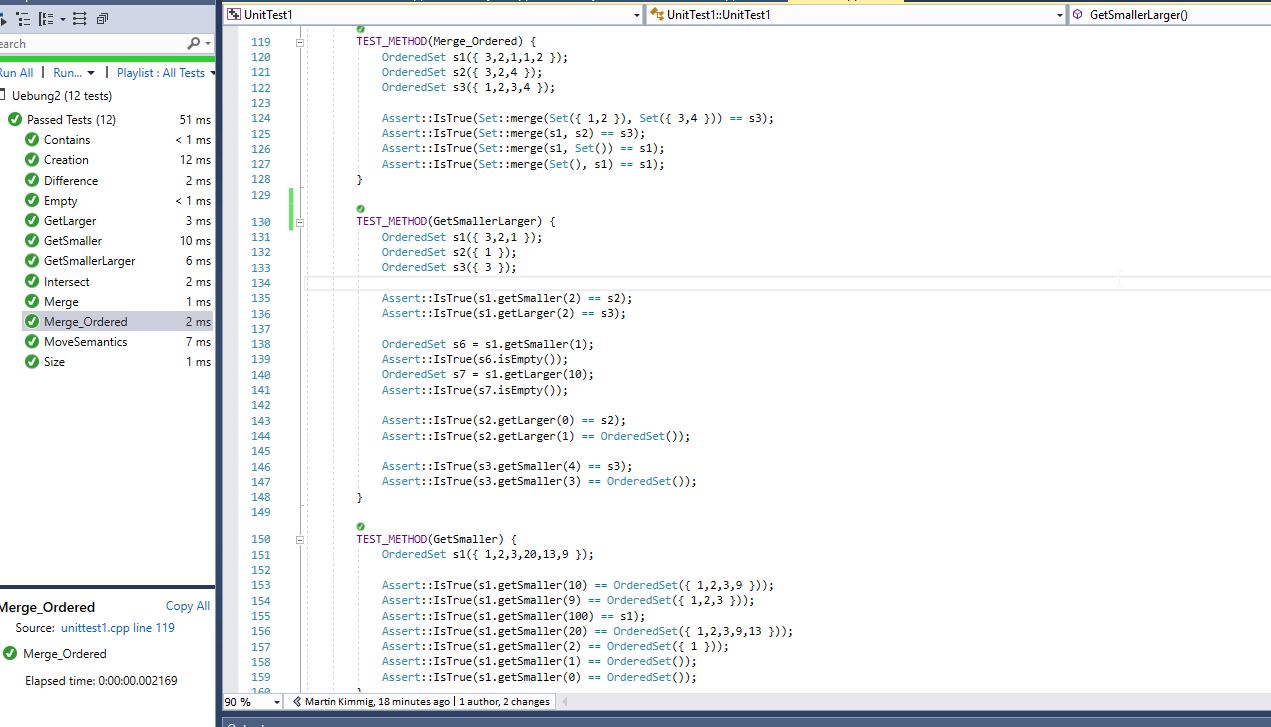 UnitTest1
UnitTest1::UnitTest1
GetSmallerLarger()
earch
Run All | Run... | Playlist : All Tests
Uebung2 (12 tests)
Passed Tests (12) 51 ms
Contains < 1 ms
Creation 12 ms
Difference 2 ms
Empty < 1 ms
GetLarger 3 ms
GetSmaller 10 ms
GetSmallerLarger 6 ms
Intersect 2 ms
Merge 1 ms
Merge_Ordered 2 ms
MoveSemantics 7 ms
Size 1 ms
Merge_Ordered Copy All
Source: unittest1.cpp line 119
Merge_Ordered
Elapsed time: 0:00:00.002169
119 TEST_METHOD(Merge_Ordered) {
120 OrderedSet s1({ 3,2,1,1,2 });
121 OrderedSet s2({ 3,2,4 });
122 OrderedSet s3({ 1,2,3,4 });
123
124 Assert::IsTrue(Set::merge(Set({ 1,2 }), Set({ 3,4 })) == s3);
125 Assert::IsTrue(Set::merge(s1, s2) == s3);
126 Assert::IsTrue(Set::merge(s1, Set()) == s1);
127 Assert::IsTrue(Set::merge(Set(), s1) == s1);
128 }
129
130 TEST_METHOD(GetSmallerLarger) {
131 OrderedSet s1({ 3,2,1 });
132 OrderedSet s2({ 1 });
133 OrderedSet s3({ 3 });
134
135 Assert::IsTrue(s1.getSmaller(2) == s2);
136 Assert::IsTrue(s1.getLarger(2) == s3);
137
138 OrderedSet s6 = s1.getSmaller(1);
139 Assert::IsTrue(s6.isEmpty());
140 OrderedSet s7 = s1.getLarger(10);
141 Assert::IsTrue(s7.isEmpty());
142
143 Assert::IsTrue(s2.getLarger(0) == s2);
144 Assert::IsTrue(s2.getLarger(1) == OrderedSet());
145
146 Assert::IsTrue(s3.getSmaller(4) == s3);
147 Assert::IsTrue(s3.getSmaller(3) == OrderedSet());
148 }
149
150 TEST_METHOD(GetSmaller) {
151 OrderedSet s1({ 1,2,3,20,13,9 });
152
153 Assert::IsTrue(s1.getSmaller(10) == OrderedSet({ 1,2,3,9 }));
154 Assert::IsTrue(s1.getSmaller(9) == OrderedSet({ 1,2,3 }));
155 Assert::IsTrue(s1.getSmaller(100) == s1);
156 Assert::IsTrue(s1.getSmaller(20) == OrderedSet({ 1,2,3,9,13 }));
157 Assert::IsTrue(s1.getSmaller(2) == OrderedSet({ 1 }));
158 Assert::IsTrue(s1.getSmaller(1) == OrderedSet());
159 Assert::IsTrue(s1.getSmaller(0) == OrderedSet());
160 }
90 % Martin Kimmig, 18 minutes ago | 1 author, 2 changes